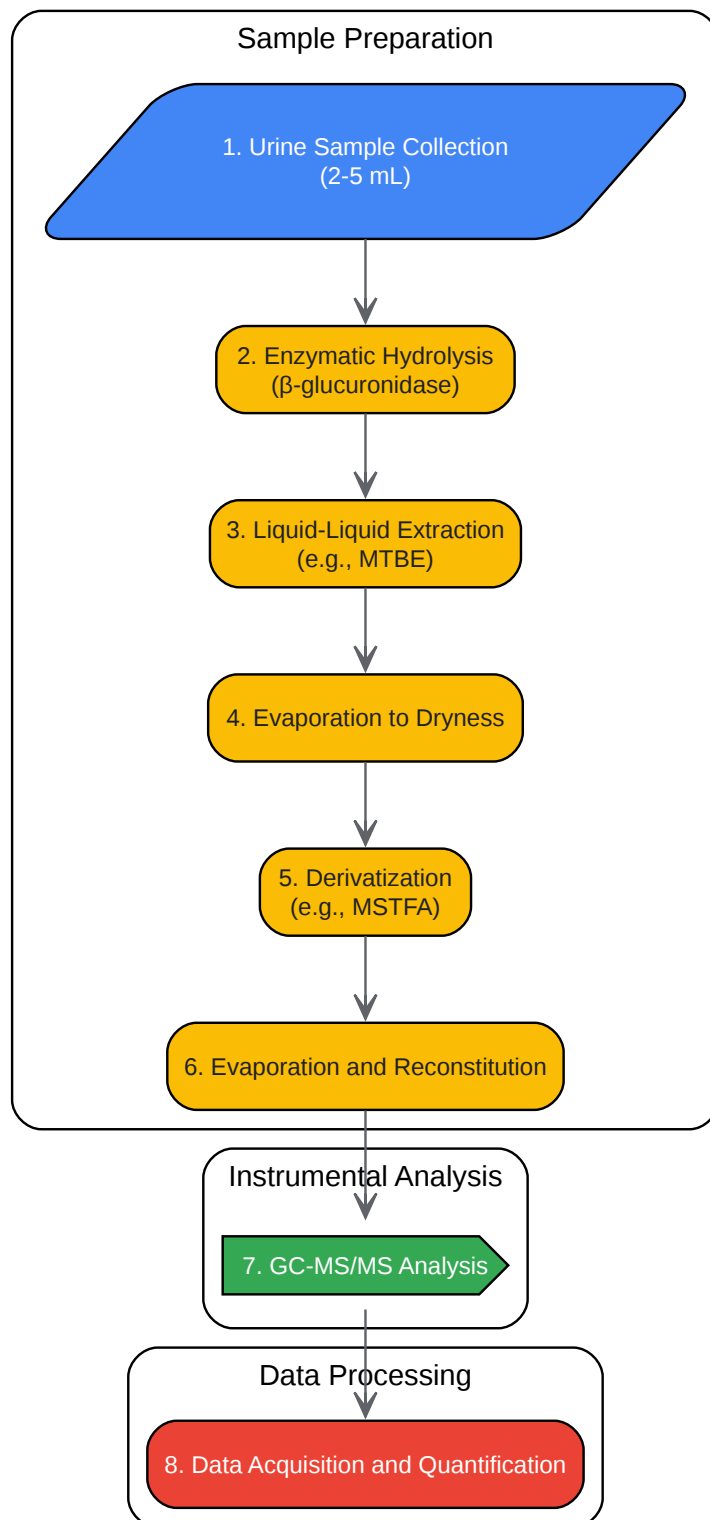 Sample Preparation
1. Urine Sample Collection
(2-5 mL)
2. Enzymatic Hydrolysis
(β-glucuronidase)
3. Liquid-Liquid Extraction
(e.g., MTBE)
4. Evaporation to Dryness
5. Derivatization
(e.g., MSTFA)
6. Evaporation and Reconstitution
Instrumental Analysis
7. GC-MS/MS Analysis
Data Processing
8. Data Acquisition and Quantification